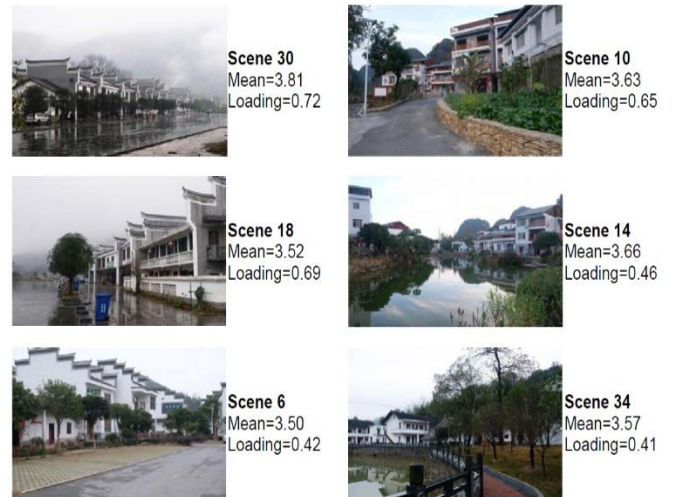 Scene 30
Mean=3.81
Loading=0.72
Scene 10
Mean=3.63
Loading=0.65
Scene 18
Mean=3.52
Loading=0.69
Scene 14
Mean=3.66
Loading=0.46
Scene 6
Mean=3.50
Loading=0.42
Scene 34
Mean=3.57
Loading=0.41